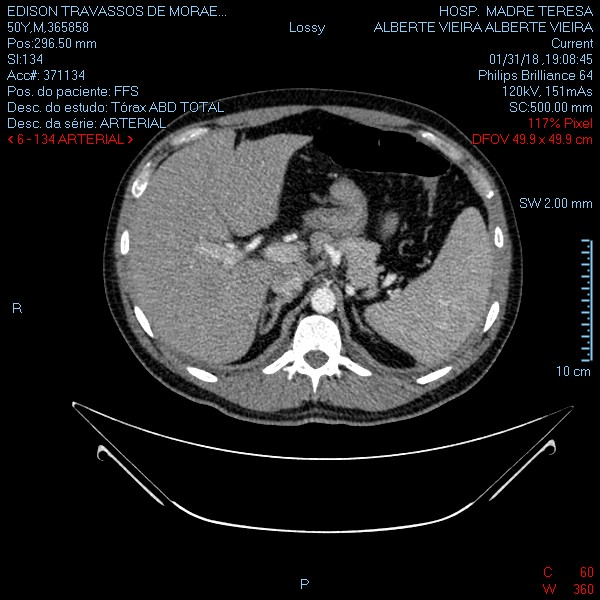 EDISON TRAVASSOS DE MORAE...
50Y,M,365858
Pos:296.50 mm
SI:134
Acc#: 371134
Pos. do paciente: FFS
Desc. do estudo: Tórax ABD TOTAL
Desc. da série: ARTERIAL
< 6 - 134 ARTERIAL >
Lossy
HOSP. MADRE TERESA
ALBERTE VIEIRA ALBERTE VIEIRA
Current
01/31/18 ,19:08:45
Philips Brilliance 64
120kV, 151mAs
SC:500.00 mm
117% Pixel
DFOV 49.9 x 49.9 cm
SW 2.00 mm
R
10 cm
P
C 60
W 360